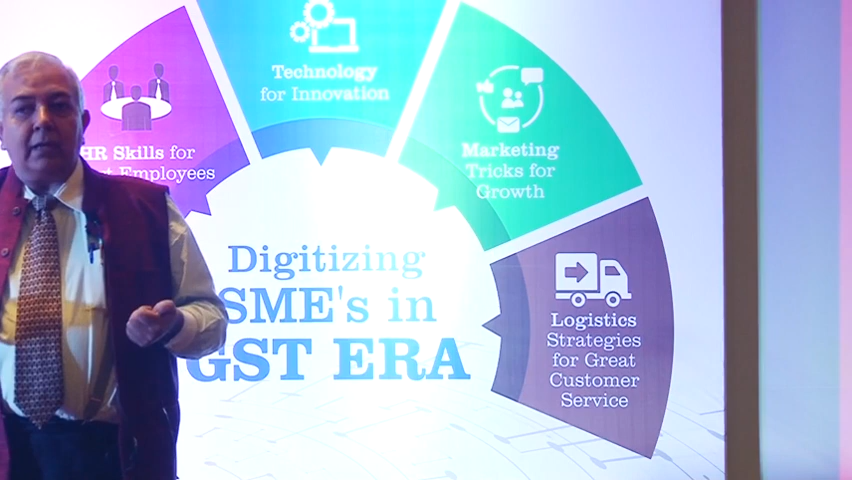 Technology
for Innovation
HR Skills for
Employees
Marketing
Tricks for
Growth
Digitizing
SME's in
GST ERA
Logistics
Strategies
for Great
Customer
Service